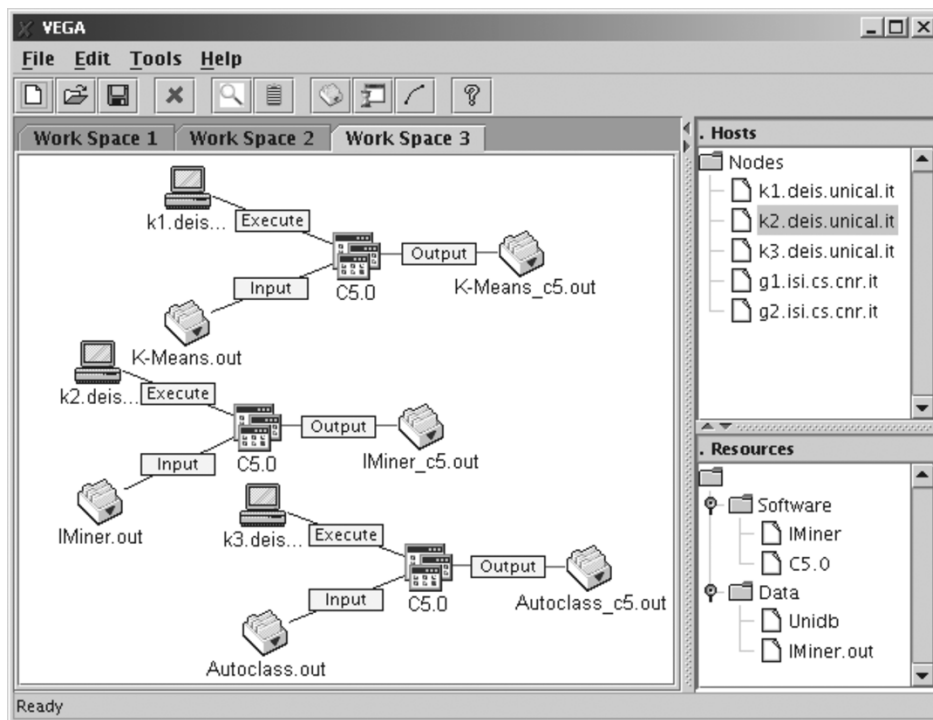 VEGA
File Edit Tools Help
Work Space 1 Work Space 2 Work Space 3
k1.deis...
Execute
Input
C5.0
Output
K-Means_c5.out
K-Means.out
k2.deis...
Execute
Input
C5.0
Output
IMiner_c5.out
IMiner.out
k3.deis...
Execute
Input
C5.0
Output
Autoclass_c5.out
Autoclass.out
. Hosts
Nodes
k1.deis.unical.it
k2.deis.unical.it
k3.deis.unical.it
g1.isi.cs.cnr.it
g2.isi.cs.cnr.it
. Resources
Software
IMiner
C5.0
Data
Unidb
IMiner.out
Ready